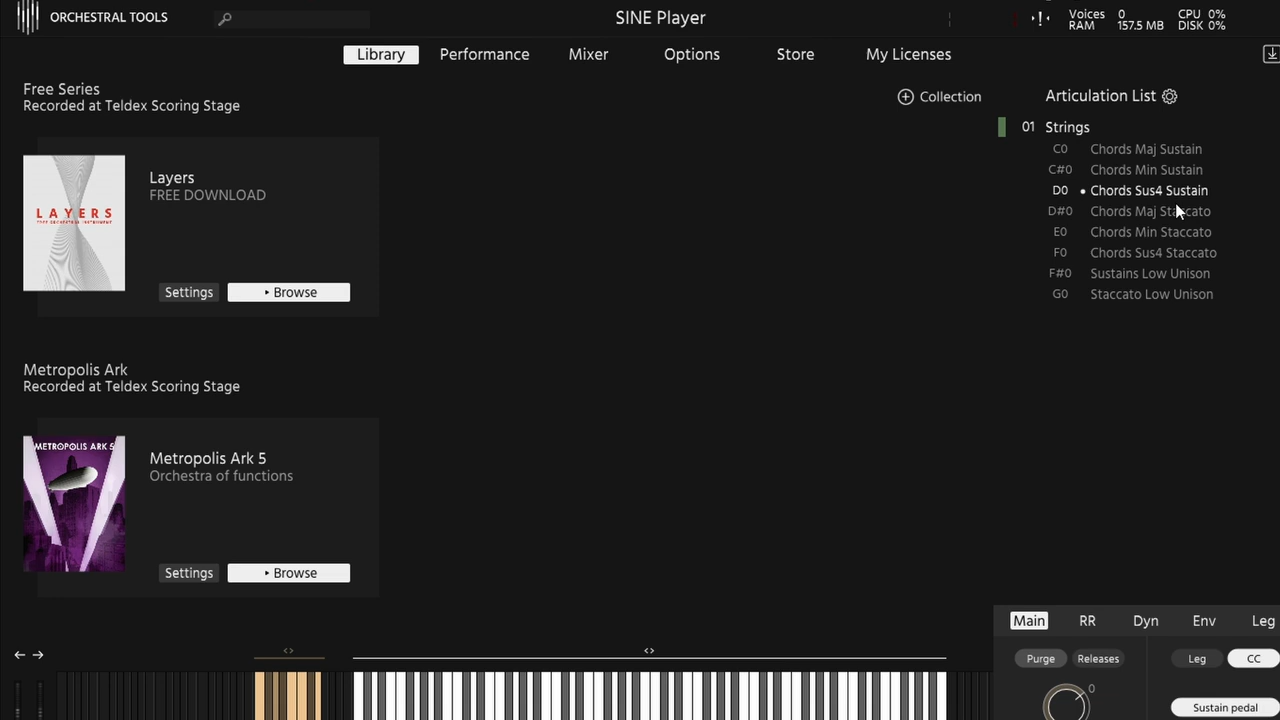 ORCHESTRAL TOOLS
SINE Player
Voices 0
RAM 157.5 MB
CPU 0%
DISK 0%
Library Performance Mixer Options Store My Licenses
Free Series
Recorded at Teldex Scoring Stage
Collection
Layers
FREE DOWNLOAD
LAYERS
FREE ORCHESTRAL INSTRUMENT
Settings Browse
Metropolis Ark
Recorded at Teldex Scoring Stage
METROPOLIS ARK 5
Metropolis Ark 5
Orchestra of functions
Settings Browse
Articulation List
01 Strings
C0 Chords Maj Sustain
C#0 Chords Min Sustain
D0 • Chords Sus4 Sustain
D#0 Chords Maj Staccato
E0 Chords Min Staccato
F0 Chords Sus4 Staccato
F#0 Sustains Low Unison
G0 Staccato Low Unison
Main RR Dyn Env Leg
Purge Releases Leg CC
0
Sustain pedal